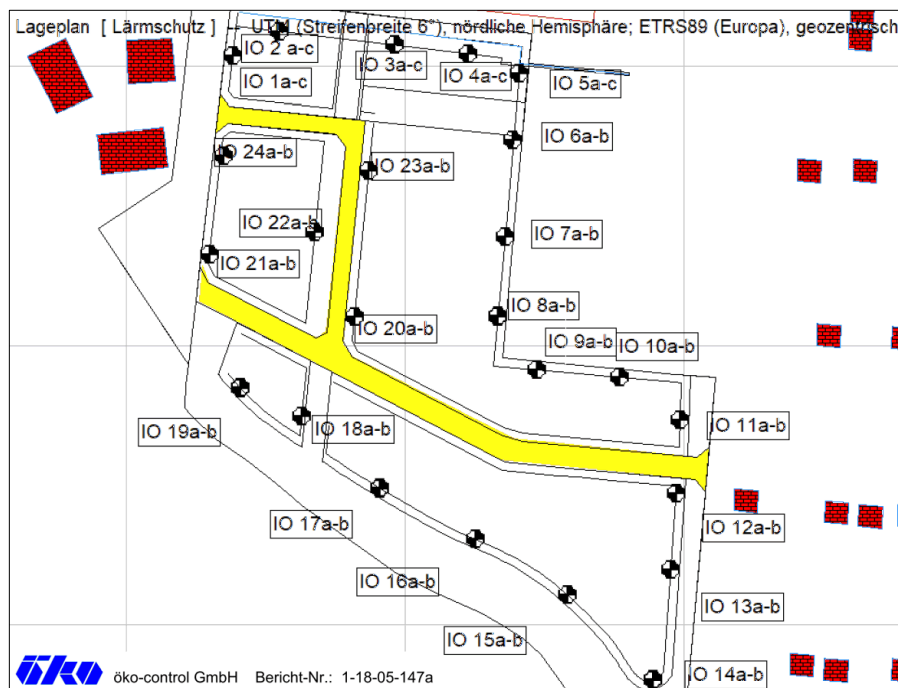 Lageplan [ Lärmschutz ] (Streifenbreite 6°), nördliche Hemisphäre; ETRS89 (Europa),
IO 2 a-c
IO 3a-c
IO 4a-c
IO 1a-c
IO 5a-c
IO 6a-b
IO 24a-b
IO 23a-b
IO 22a-b
IO 7a-b
IO 21a-b
IO 8a-b
IO 20a-b
IO 9a-b
IO 10a-b
IO 19a-b
IO 18a-b
IO 11a-b
IO 17a-b
IO 12a-b
IO 16a-b
IO 13a-b
IO 15a-b
IO 14a-b
öko öko-control GmbH Bericht-Nr.: 1-18-05-147a